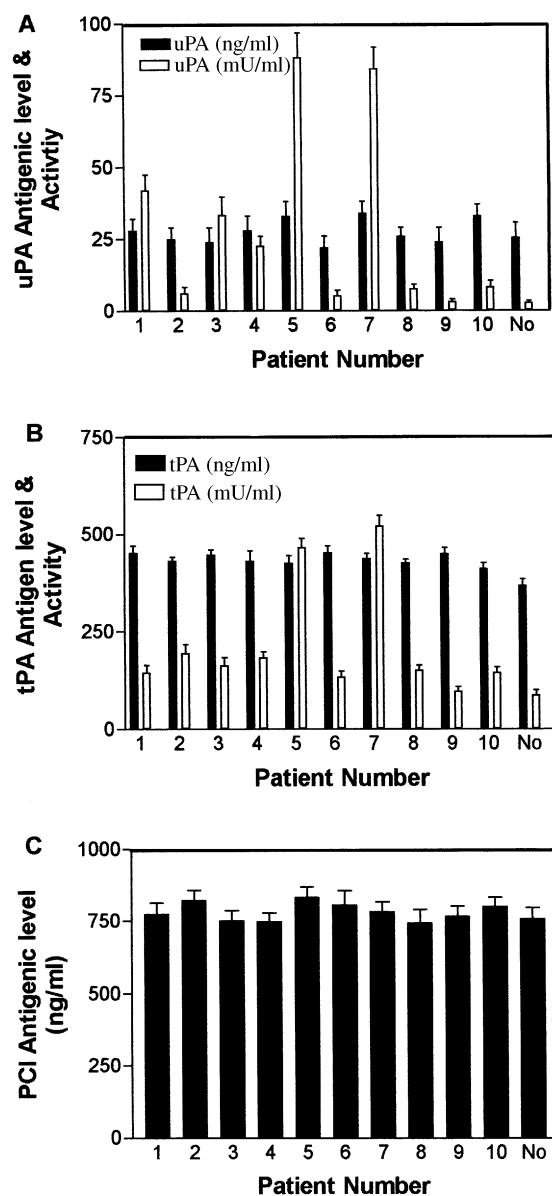 A
uPA Antigenic level &
Activtiy
100
75
50
25
0
uPA (ng/ml)
uPA (mU/ml)
1 2 3 4 5 6 7 8 9 10 No
Patient Number
B
tPA Antigen level &
Activity
750
500
250
0
tPA (ng/ml)
tPA (mU/ml)
1 2 3 4 5 6 7 8 9 10 No
Patient Number
C
PCI Antigenic level
(ng/ml)
1000
750
500
250
0
1 2 3 4 5 6 7 8 9 10 No
Patient Number